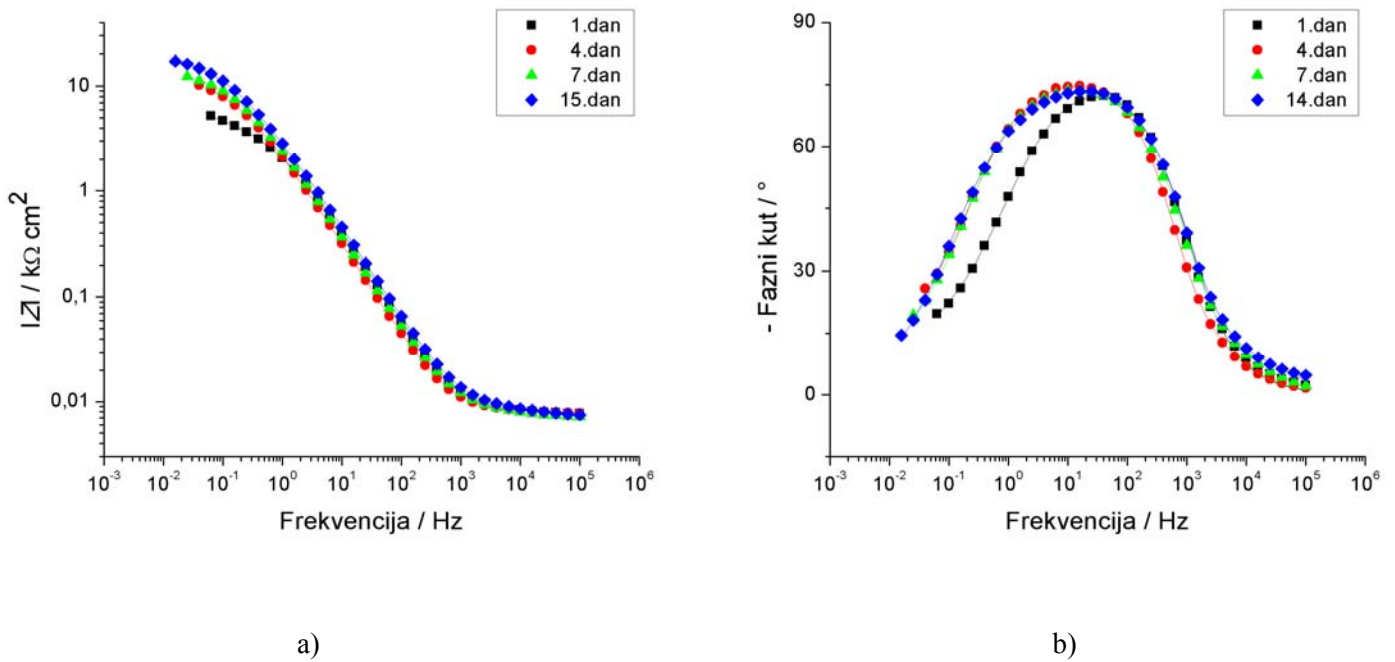 1.dan
4.dan
7.dan
15.dan
10
1
0,1
0,01
|Z| / kΩ cm²
10⁻³ 10⁻² 10⁻¹ 10⁰ 10¹ 10² 10³ 10⁴ 10⁵ 10⁶
Frekvencija / Hz
a)
1.dan
4.dan
7.dan
14.dan
90
60
30
0
- Fazni kut / °
10⁻³ 10⁻² 10⁻¹ 10⁰ 10¹ 10² 10³ 10⁴ 10⁵ 10⁶
Frekvencija / Hz
b)